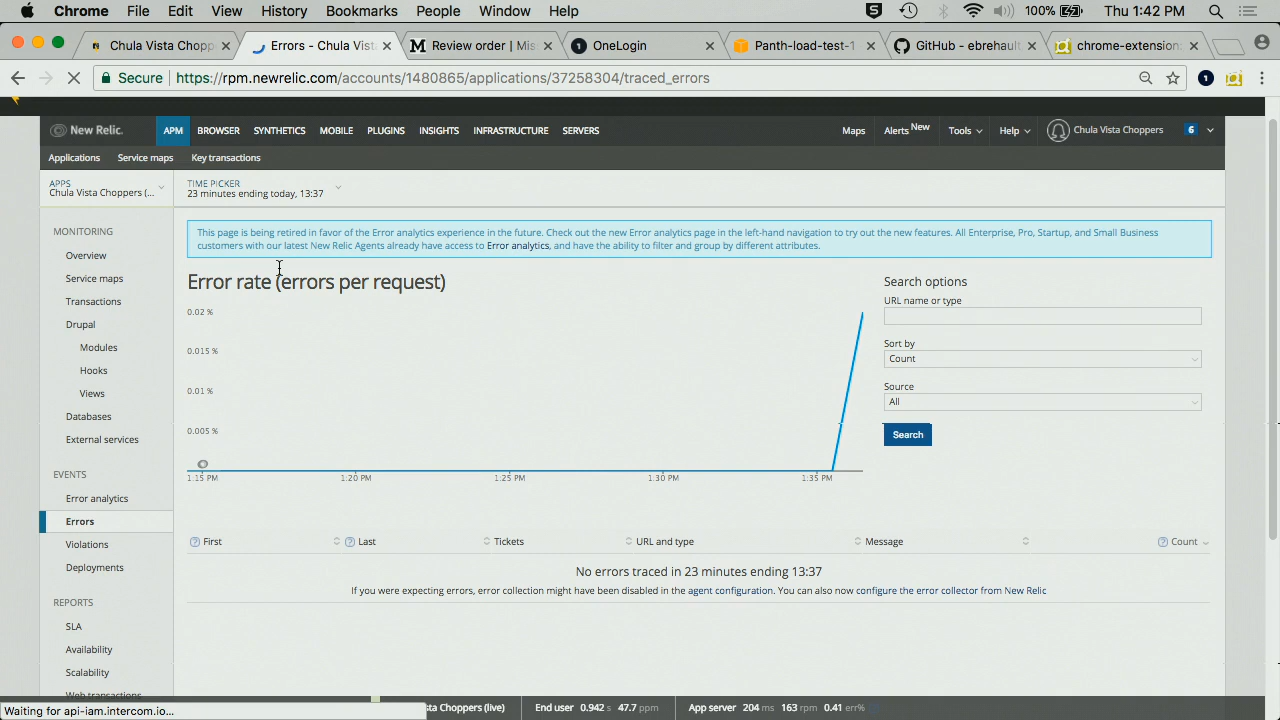 Chrome File Edit View History Bookmarks People Window Help 100% Thu 1:42 PM
Chula Vista Chopp Errors - Chula Vist Review order | Mis OneLogin Panth-load-test-1 GitHub - ebrehault chrome-extension:
Secure https://rpm.newrelic.com/accounts/1480865/applications/37258304/traced_errors
New Relic. APM BROWSER SYNTHETICS MOBILE PLUGINS INSIGHTS INFRASTRUCTURE SERVERS Maps Alerts New Tools Help Chula Vista Choppers 6
Applications Service maps Key transactions
APPS
Chula Vista Choppers (...
TIME PICKER
23 minutes ending today, 13:37
MONITORING
Overview
Service maps
Transactions
Drupal
Modules
Hooks
Views
Databases
External services
EVENTS
Error analytics
Errors
Violations
Deployments
REPORTS
SLA
Availability
Scalability
Web transactions
This page is being retired in favor of the Error analytics experience in the future. Check out the new Error analytics page in the left-hand navigation to try out the new features. All Enterprise, Pro, Startup, and Small Business
customers with our latest New Relic Agents already have access to Error analytics, and have the ability to filter and group by different attributes.
Error rate (errors per request)
0.02 %
0.015 %
0.01 %
0.005 %
1:15 PM 1:20 PM 1:25 PM 1:30 PM 1:35 PM
Search options
URL name or type
Sort by
Count
Source
All
Search
First Last Tickets URL and type Message Count
No errors traced in 23 minutes ending 13:37
If you were expecting errors, error collection might have been disabled in the agent configuration. You can also now configure the error collector from New Relic
Waiting for api-iam.intercom.io... sta Choppers (live) End user 0.942 s 47.7 ppm App server 204 ms 163 rpm 0.41 err%